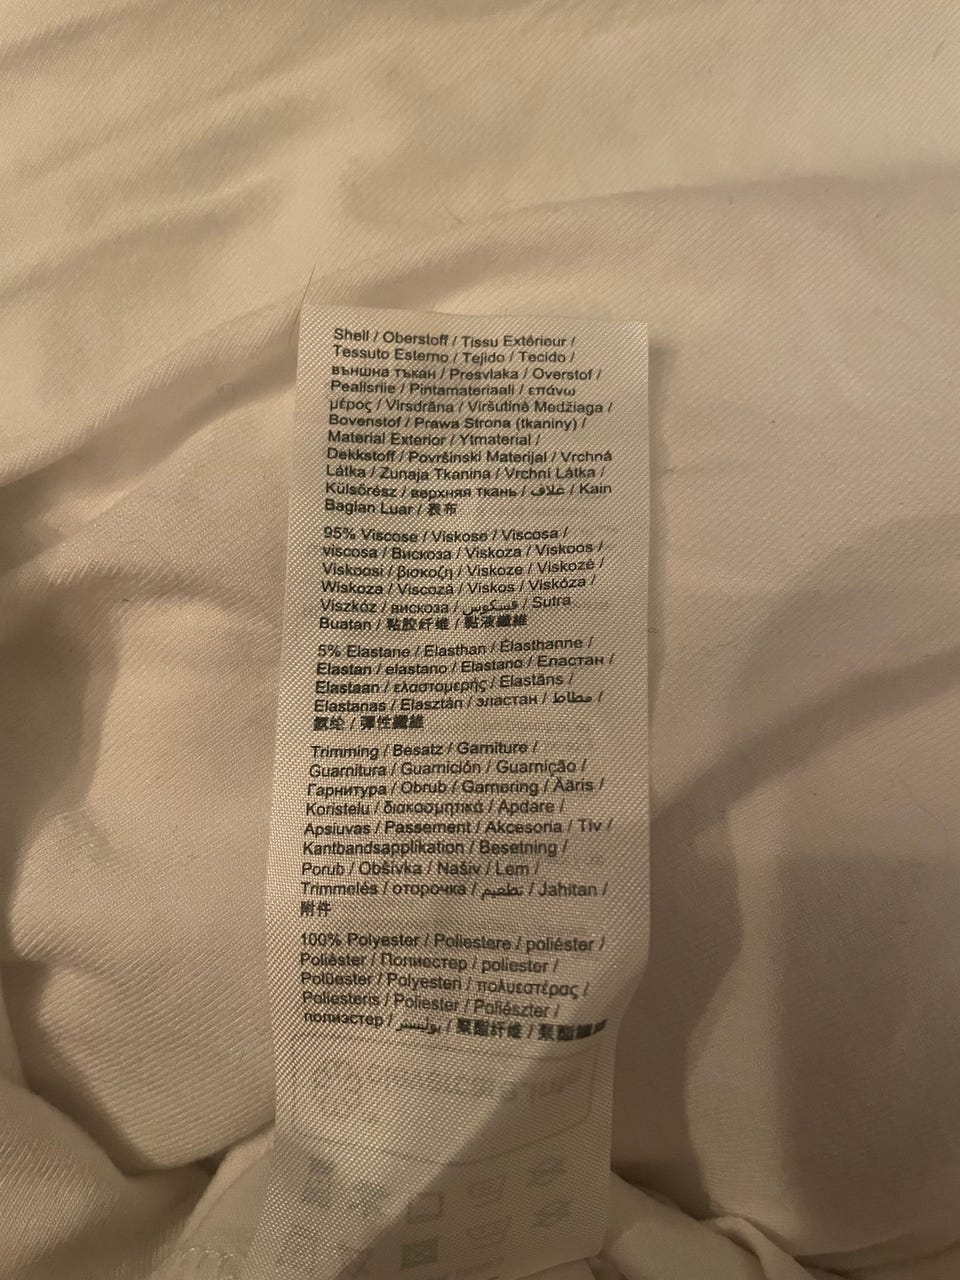 Shell / Oberstoff / Tissu Extérieur /
Tessuto Esterno / Tejido / Tecido /
външна тъкан / Presvlaka / Overstof /
Pealisriie / Pintamateriaali / επάνω
μέρος / Virsdrāna / Viršutinė Medžiaga /
Bovenstof / Prawa Strona (tkaniny) /
Material Exterior / Ytmaterial /
Dekkstoff / Površinski Materijal / Vrchná
Látka / Zunaja Tkanina / Vrchní Látka /
Külsőrész / верхняя ткань / غلاف / Kain
Bagian Luar / 表布
95% Viscose / Viskose / Viscosa /
viscosa / Вискоза / Viskoza / Viskoos /
Viskoosi / βισκοζη / Viskoze / Viskozė /
Wiskoza / Viscoză / Viskos / Viskóza /
Viszkóz / вискоза / فسكوس / Sutra
Buatan / 粘胶纤维 / 黏液纖維
5% Elastane / Elasthan / Élasthanne /
Elastan / elastano / Elastano / Еластан /
Elastaan / ελαστομερής / Elastāns /
Elastanas / Elasztán / эластан / مطاط /
氨纶 / 彈性纖維
Trimming / Besatz / Garniture /
Guarnitura / Guarnición / Guarnição /
Гарнитура / Obrub / Garnering / Ääris /
Koristelu / διακοσμητικά / Apdare /
Apsiuvas / Passement / Akcesoria / Tiv /
Kantbandsapplikation / Besetning /
Porub / Obšívka / Našiv / Lem /
Trimmelés / оторочка / تطعيم / Jahitan /
附件
100% Polyester / Poliestere / poliéster /
Poliéster / Полиестер / poliester /
Polüester / Polyesteri / πολυεστέρας /
Poliesteris / Poliester / Poliészter /
полиэстер / بوليستر / 聚酯纤维 / 聚酯纖維